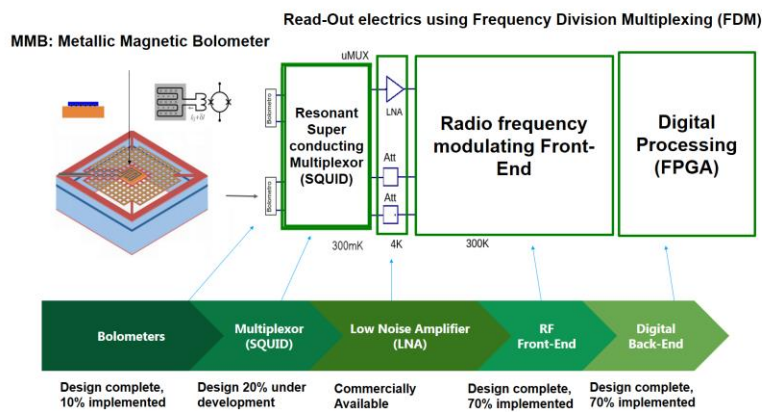 Read-Out electrics using Frequency Division Multiplexing (FDM)
MMB: Metallic Magnetic Bolometer
uMUX
Bolometro
Bolometro
Resonant
Super
conducting
Multiplexor
(SQUID)
LNA
Att
Att
Radio frequency
modulating Front-
End
Digital
Processing
(FPGA)
300mK
4K
300K
Bolometers
Multiplexor
(SQUID)
Low Noise Amplifier
(LNA)
RF
Front-End
Digital
Back-End
Design complete,
10% implemented
Design 20% under
development
Commercially
Available
Design complete,
70% implemented
Design complete,
70% implemented